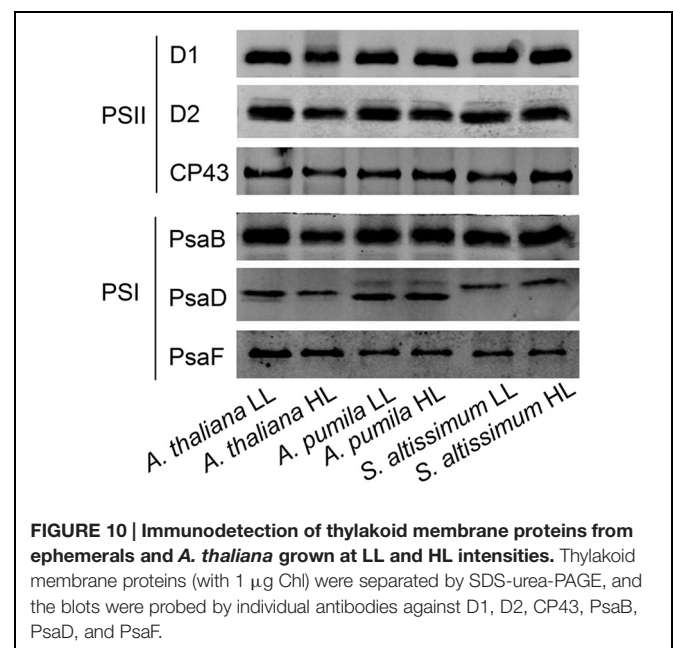 D1
PSII D2
CP43
PsaB
PSI PsaD
PsaF
A. thaliana LL
A. thaliana HL
A. pumila LL
A. pumila HL
S. altissimum LL
S. altissimum HL
FIGURE 10 | Immunodetection of thylakoid membrane proteins from
ephemerals and A. thaliana grown at LL and HL intensities. Thylakoid
membrane proteins (with 1 μg Chl) were separated by SDS-urea-PAGE, and
the blots were probed by individual antibodies against D1, D2, CP43, PsaB,
PsaD, and PsaF.